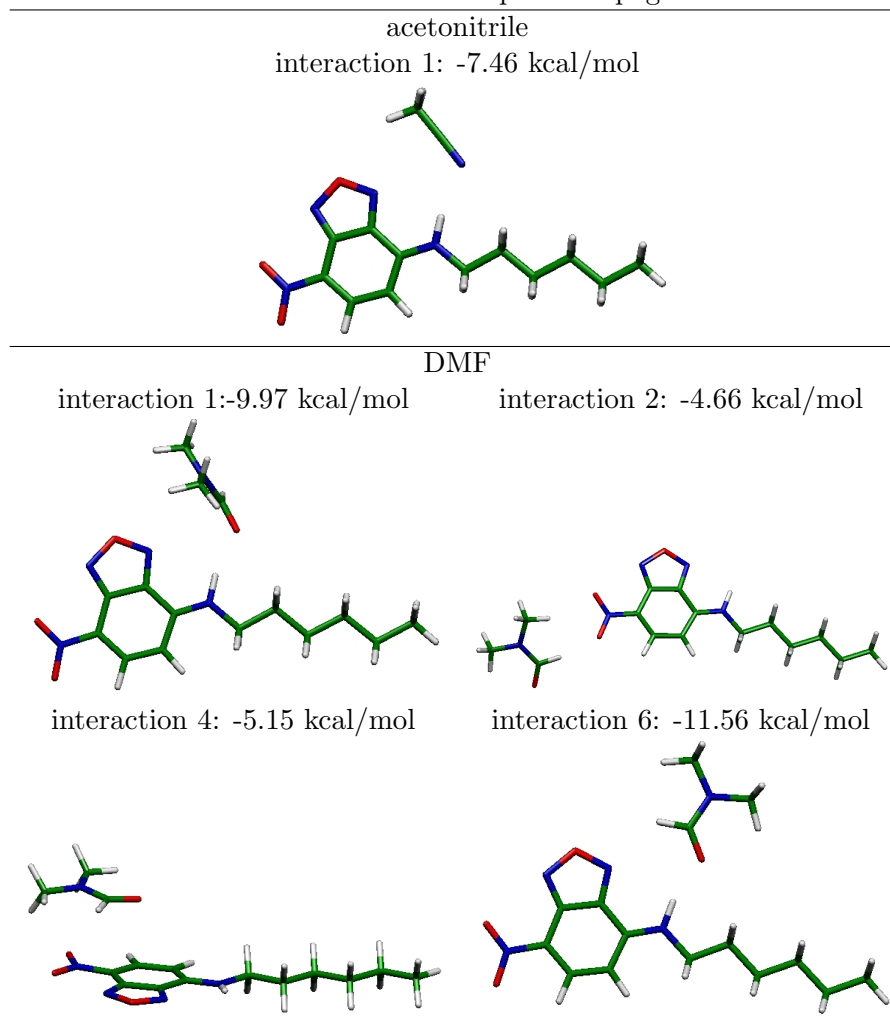 acetonitrile
interaction 1: -7.46 kcal/mol
DMF
interaction 1:-9.97 kcal/mol
interaction 2: -4.66 kcal/mol
interaction 4: -5.15 kcal/mol
interaction 6: -11.56 kcal/mol